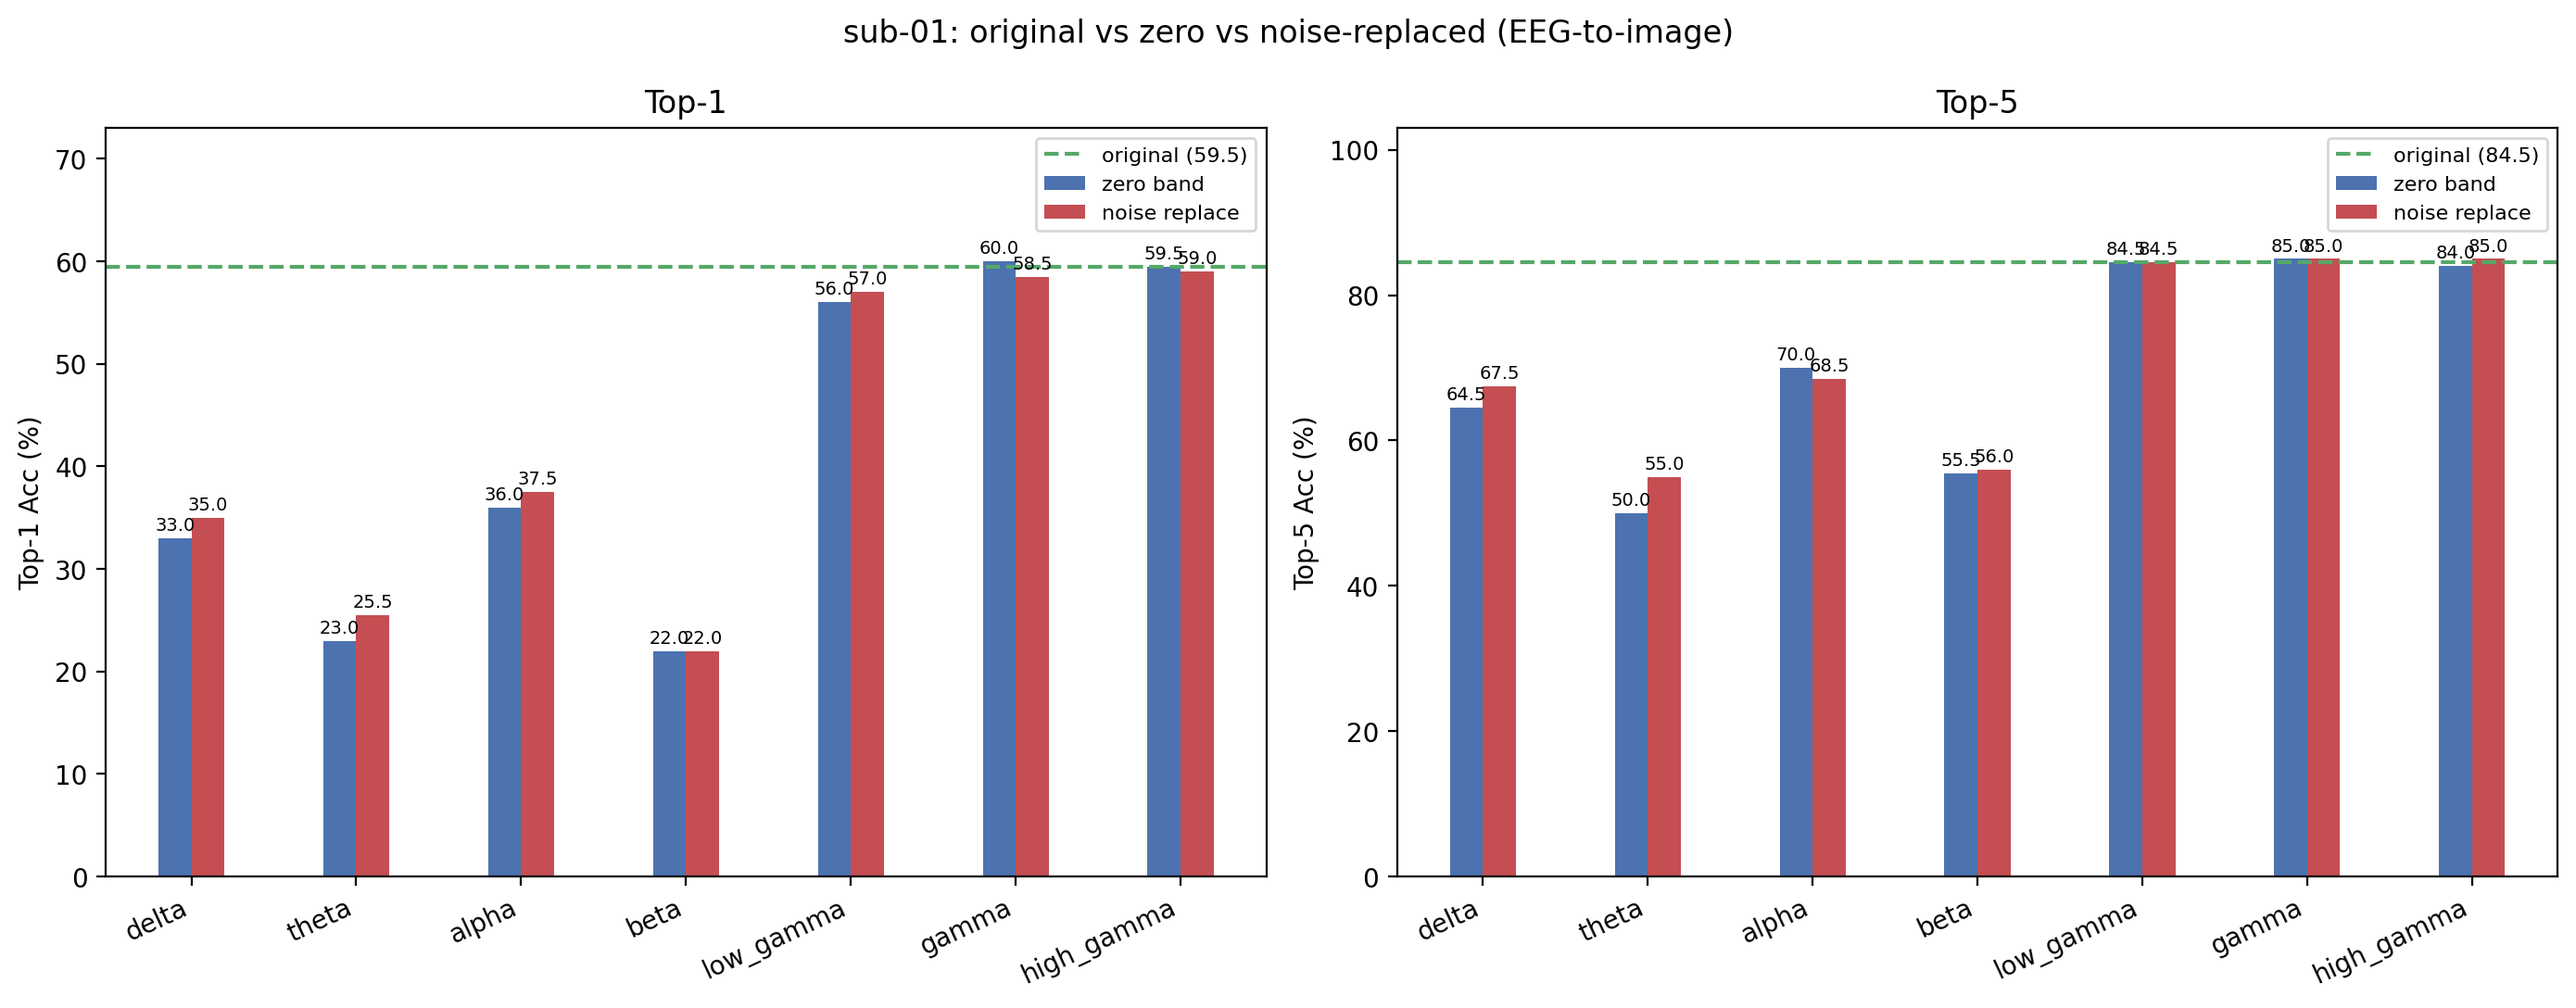 sub-01: original vs zero vs noise-replaced (EEG-to-image)
Top-1
Top-1 Acc (%)
70
60
50
40
30
20
10
0
original (59.5)
zero band
noise replace
33.0
35.0
23.0
25.5
36.0
37.5
22.0
22.0
56.0
57.0
60.0
58.5
59.5
59.0
delta
theta
alpha
beta
low_gamma
gamma
high_gamma
Top-5
Top-5 Acc (%)
100
80
60
40
20
0
original (84.5)
zero band
noise replace
64.5
67.5
50.0
55.0
70.0
68.5
55.5
56.0
84.5
84.5
85.0
85.0
84.0
85.0
delta
theta
alpha
beta
low_gamma
gamma
high_gamma